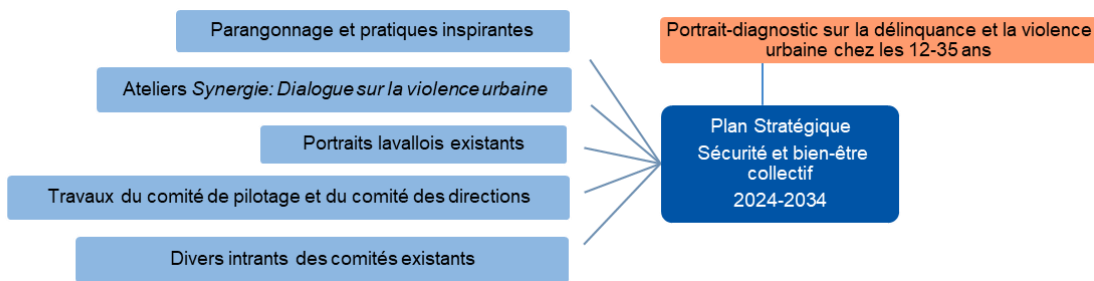 Parangonnage et pratiques inspirantes
Ateliers Synergie: Dialogue sur la violence urbaine
Portraits lavallois existants
Travaux du comité de pilotage et du comité des directions
Divers intrants des comités existants
Portrait-diagnostic sur la délinquance et la violence
urbaine chez les 12-35 ans
Plan Stratégique
Sécurité et bien-être
collectif
2024-2034